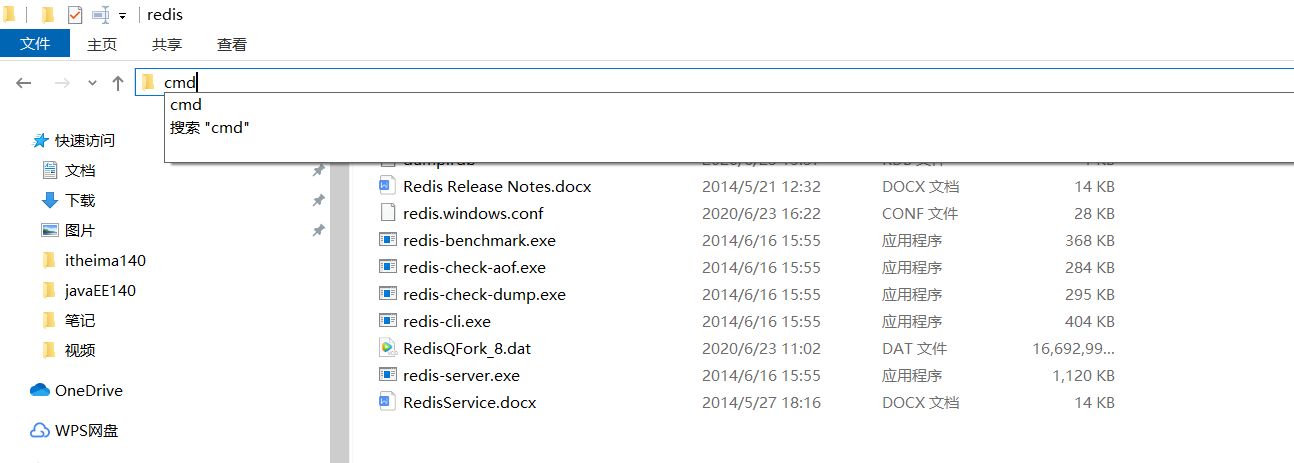 redis
文件 主页 共享 查看
cmd
cmd
搜索 "cmd"
快速访问
文档
下载
图片
itheima140
javaEE140
笔记
视频
OneDrive
WPS网盘
Redis Release Notes.docx 2014/5/21 12:32 DOCX 文档 14 KB
redis.windows.conf 2020/6/23 16:22 CONF 文件 28 KB
redis-benchmark.exe 2014/6/16 15:55 应用程序 368 KB
redis-check-aof.exe 2014/6/16 15:55 应用程序 284 KB
redis-check-dump.exe 2014/6/16 15:55 应用程序 295 KB
redis-cli.exe 2014/6/16 15:55 应用程序 404 KB
RedisQFork_8.dat 2020/6/23 11:02 DAT 文件 16,692,99...
redis-server.exe 2014/6/16 15:55 应用程序 1,120 KB
RedisService.docx 2014/5/27 18:16 DOCX 文档 14 KB